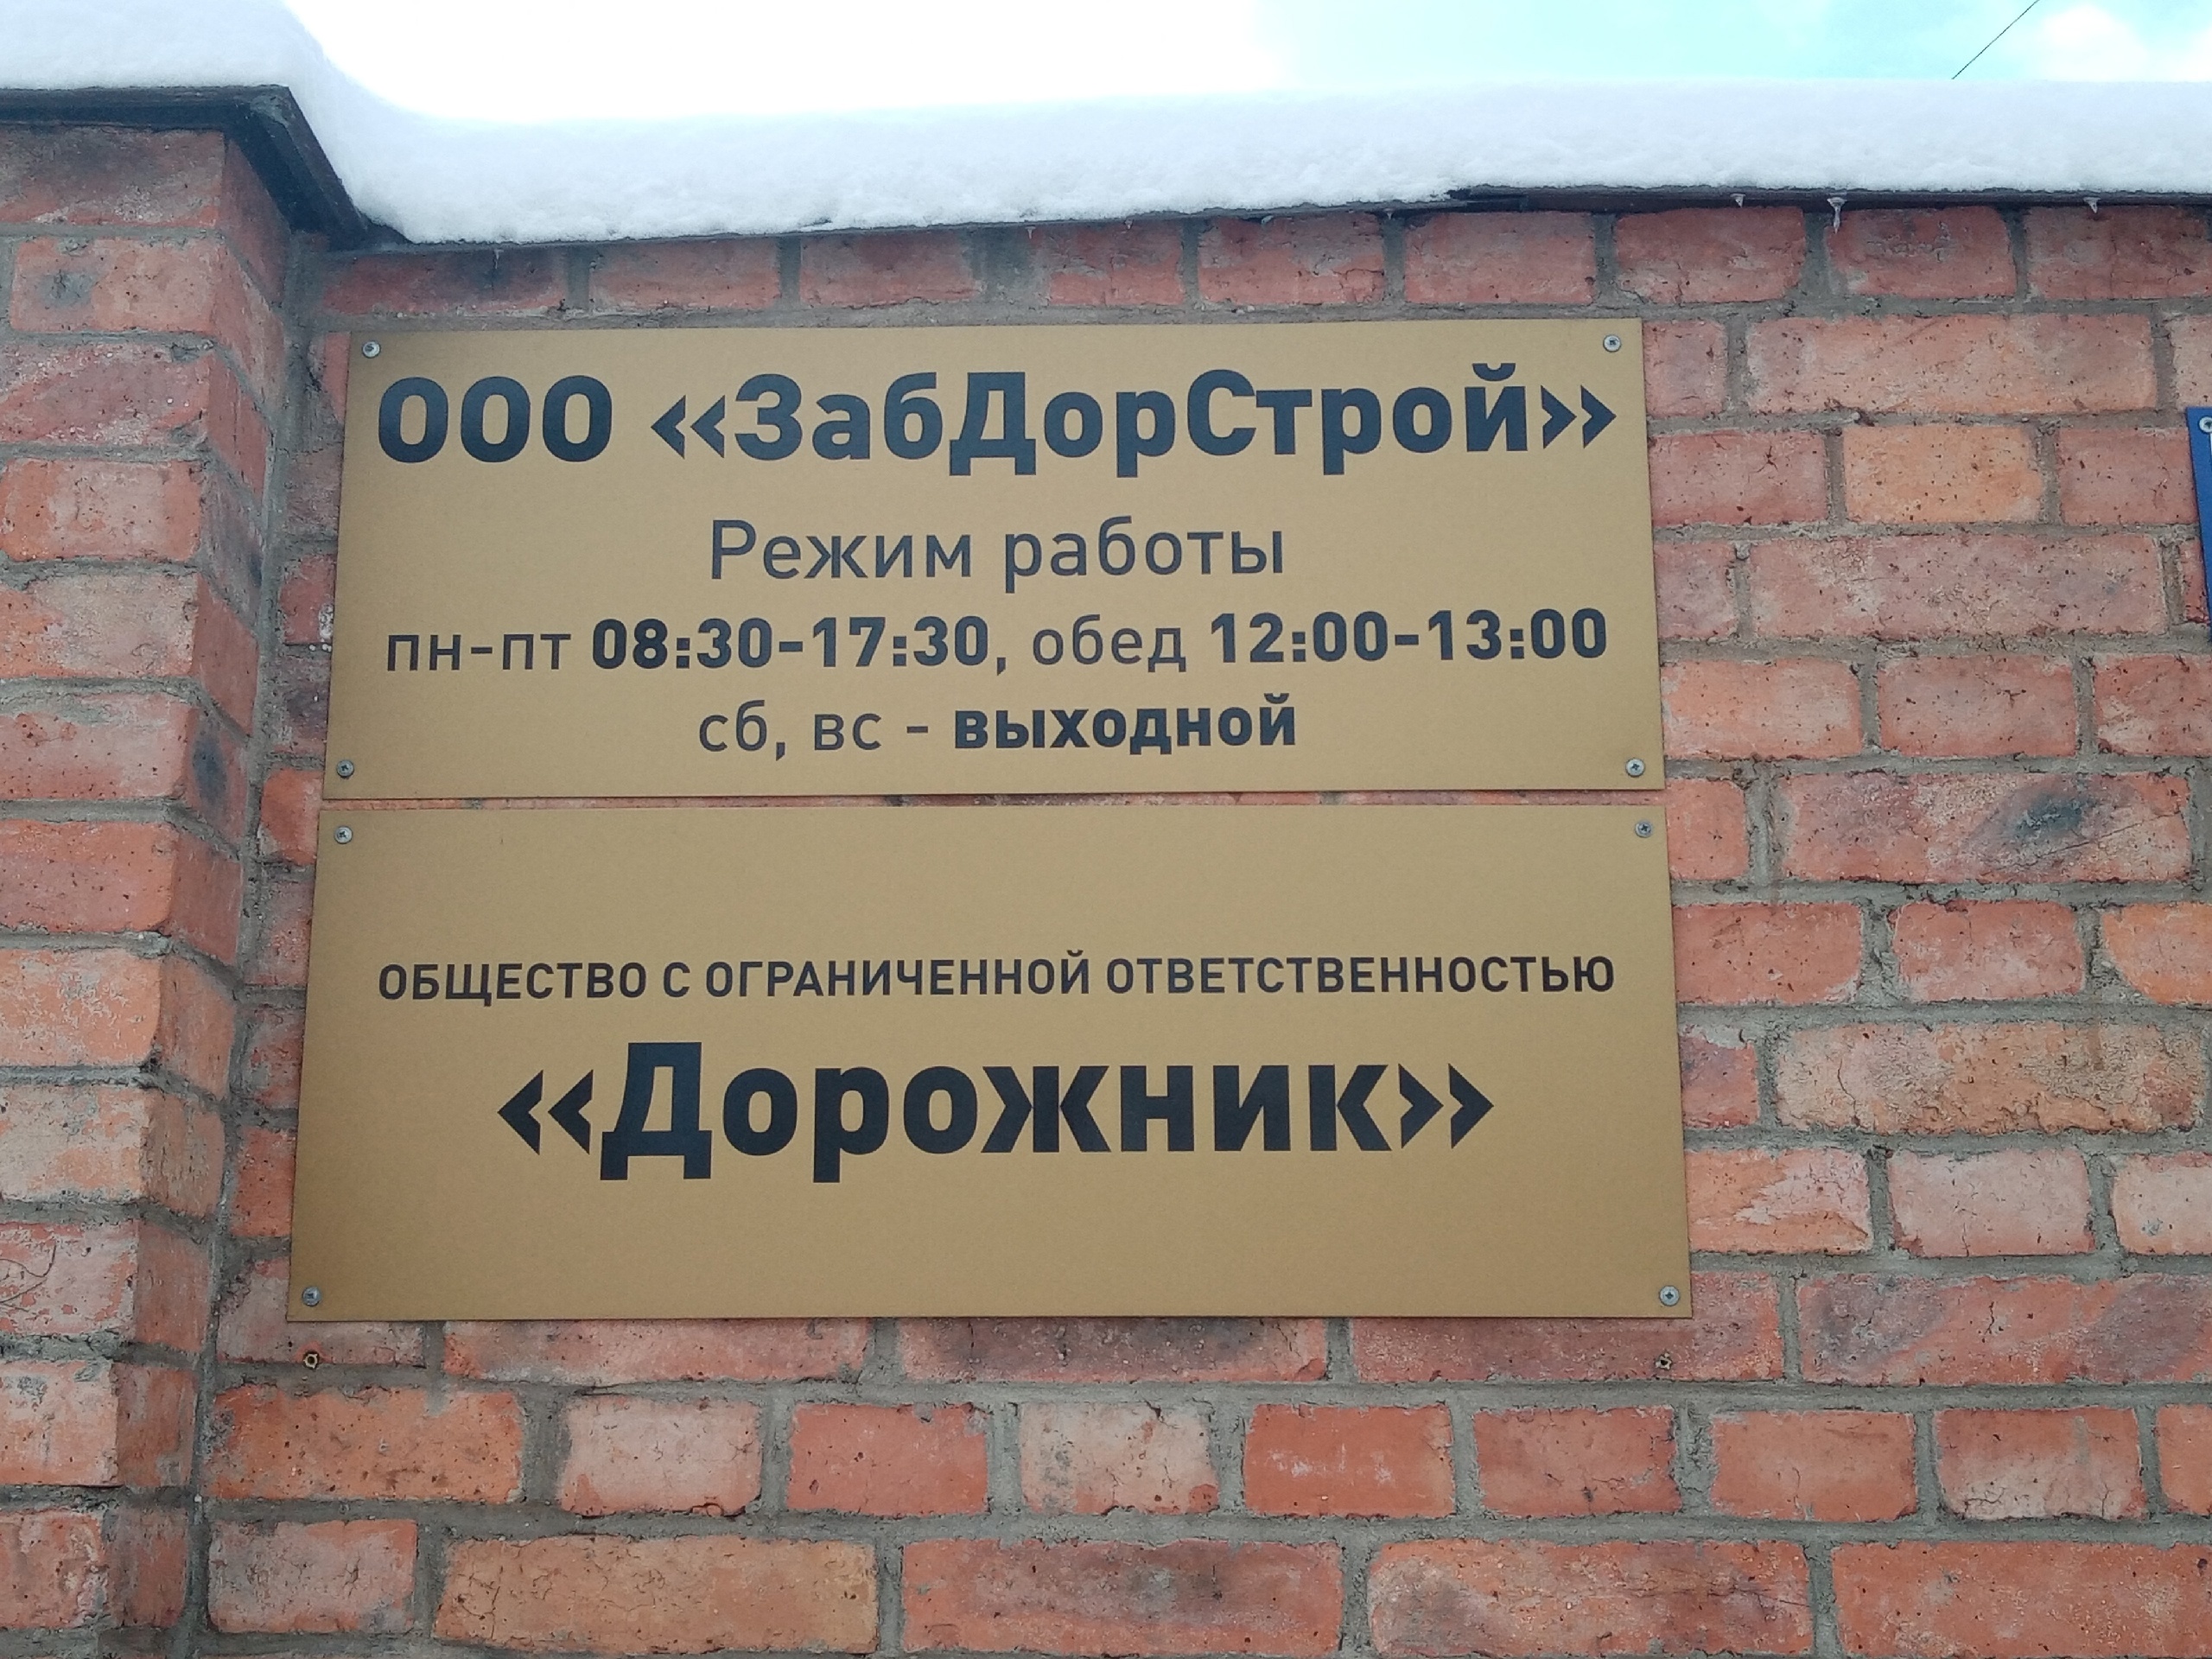 ООО «ЗабДорСтрой»
Режим работы
пн-пт 08:30-17:30, обед 12:00-13:00
сб, вс - выходной
ОБЩЕСТВО С ОГРАНИЧЕННОЙ ОТВЕТСТВЕННОСТЬЮ
«Дорожник»